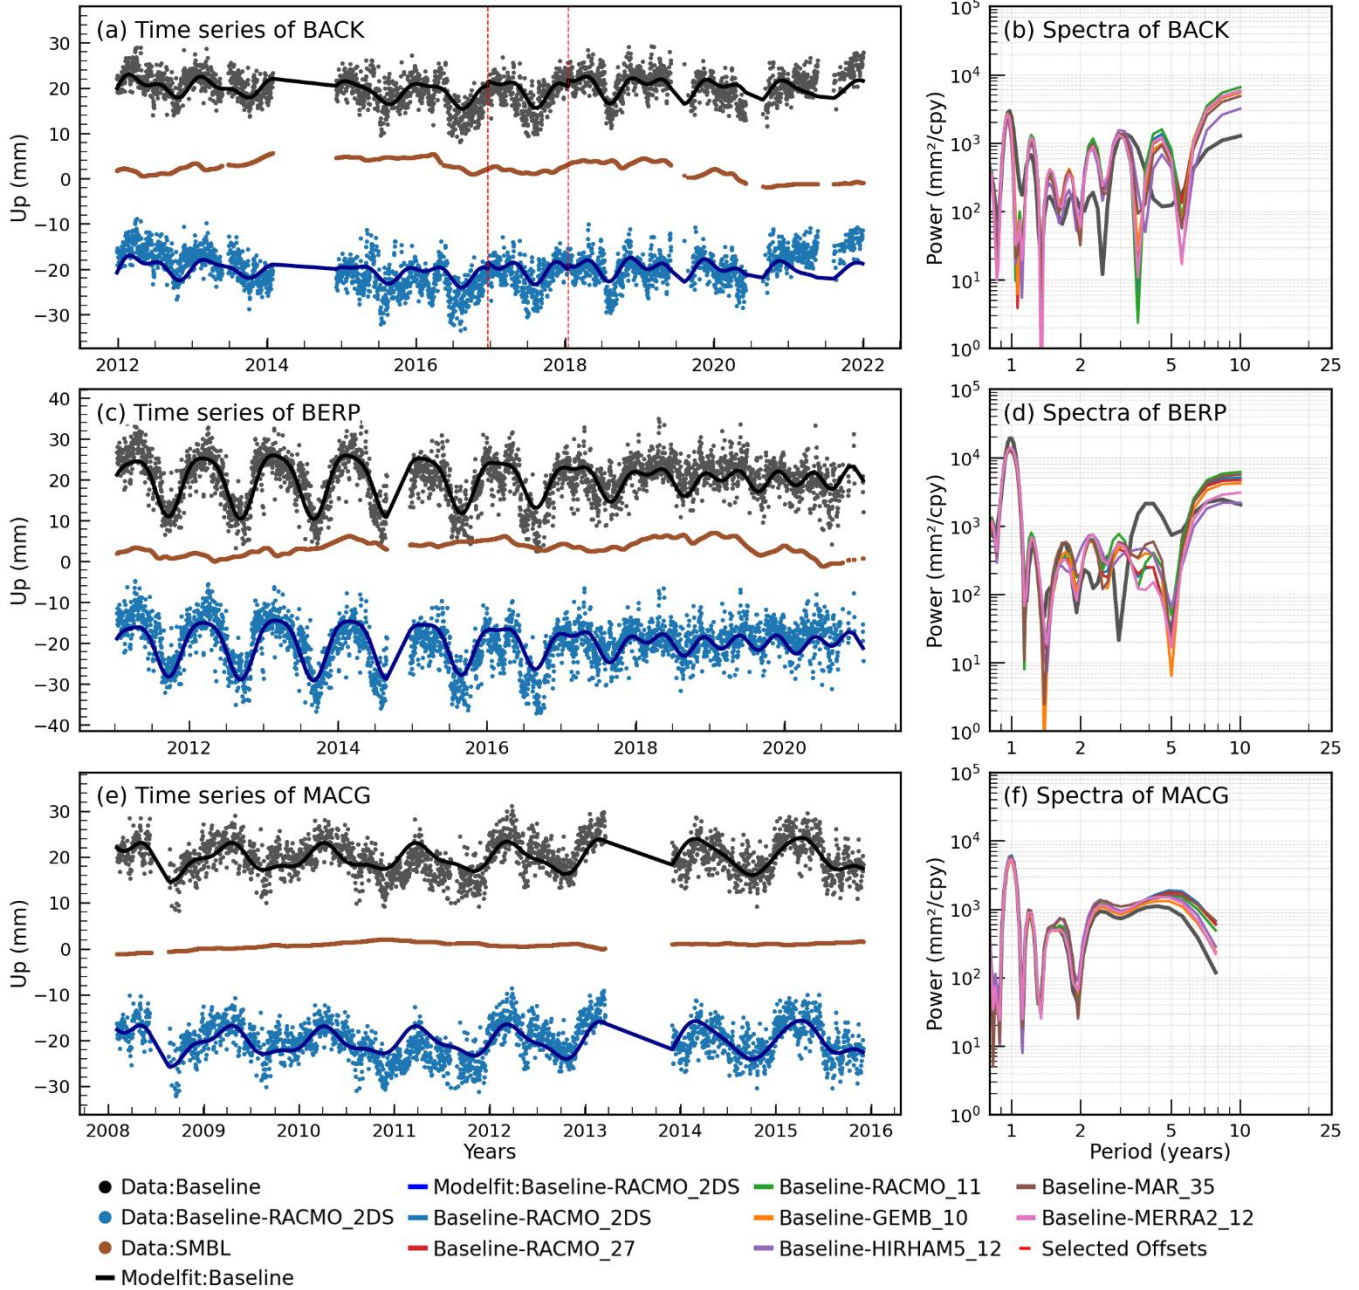 (a) Time series of BACK
Up (mm)
30
20
10
0
−10
−20
−30
2012 2014 2016 2018 2020 2022
(b) Spectra of BACK
Power (mm²/cpy)
10⁵
10⁴
10³
10²
10¹
10⁰
1 2 5 10 25
(c) Time series of BERP
Up (mm)
40
30
20
10
0
−10
−20
−30
−40
2012 2014 2016 2018 2020
(d) Spectra of BERP
Power (mm²/cpy)
10⁵
10⁴
10³
10²
10¹
10⁰
1 2 5 10 25
(e) Time series of MACG
Up (mm)
30
20
10
0
−10
−20
−30
2008 2009 2010 2011 2012 2013 2014 2015 2016
Years
(f) Spectra of MACG
Power (mm²/cpy)
10⁵
10⁴
10³
10²
10¹
10⁰
1 2 5 10 25
Period (years)
Data:Baseline
Data:Baseline-RACMO_2DS
Data:SMBL
Modelfit:Baseline
Modelfit:Baseline-RACMO_2DS
Baseline-RACMO_2DS
Baseline-RACMO_27
Baseline-RACMO_11
Baseline-GEMB_10
Baseline-HIRHAM5_12
Baseline-MAR_35
Baseline-MERRA2_12
Selected Offsets